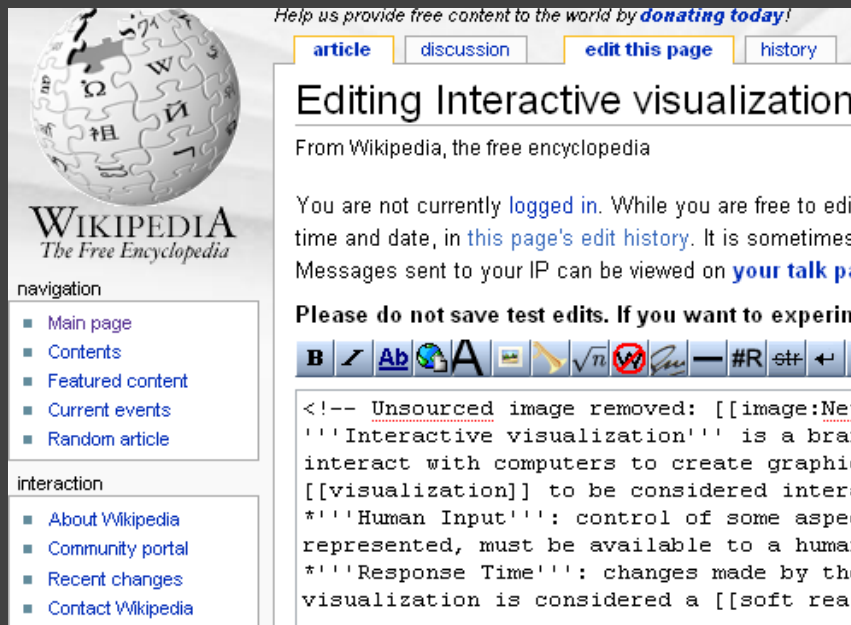 Help us provide free content to the world by donating today!
article discussion edit this page history
Editing Interactive visualization
From Wikipedia, the free encyclopedia
You are not currently logged in. While you are free to edi
time and date, in this page's edit history. It is sometimes
Messages sent to your IP can be viewed on your talk pa
Please do not save test edits. If you want to experin
B I Ab A √n W #R str
<!-- Unsourced image removed: [[image:Ne
'''Interactive visualization''' is a bra
interact with computers to create graphi
[[visualization]] to be considered inter
*'''Human Input''': control of some aspe
represented, must be available to a huma
*'''Response Time''': changes made by the
visualization is considered a [[soft rea
Ω W
祖 И
WIKIPEDIA
The Free Encyclopedia
navigation
Main page
Contents
Featured content
Current events
Random article
interaction
About Wikipedia
Community portal
Recent changes
Contact Wikipedia